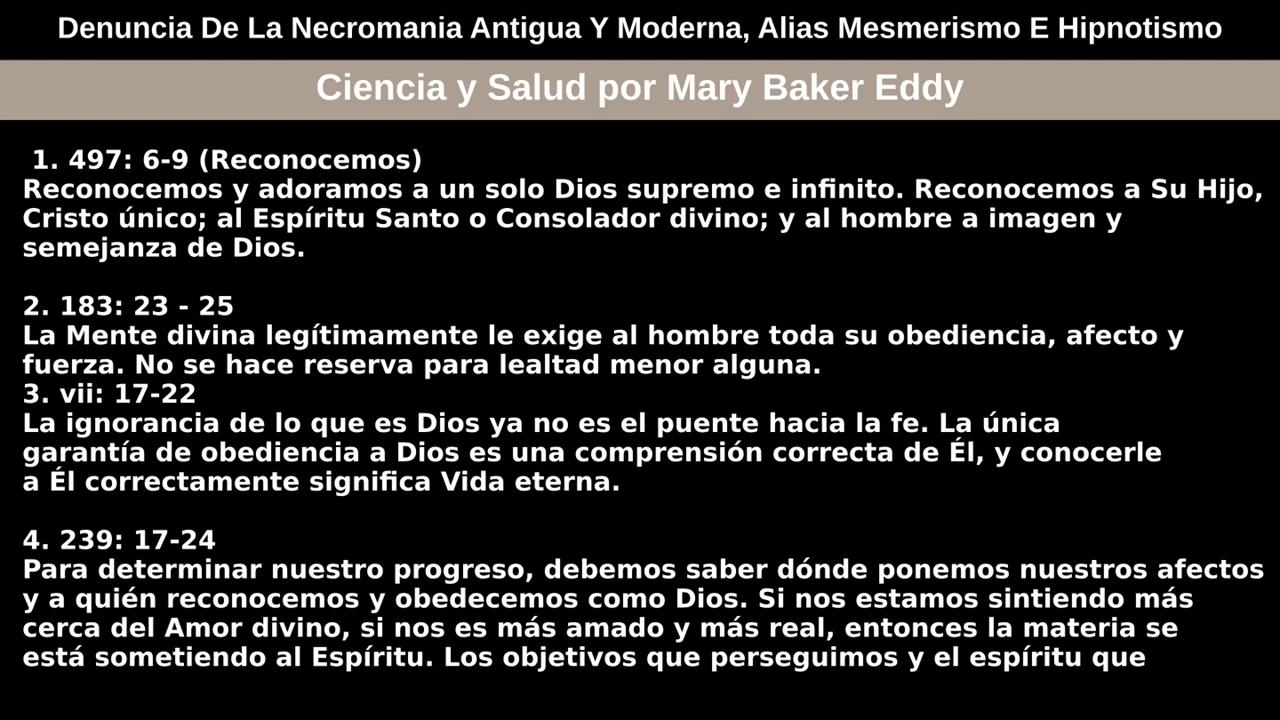 Denuncia De La Necromania Antigua Y Moderna, Alias Mesmerismo E Hipnotismo
Ciencia y Salud por Mary Baker Eddy
1. 497: 6-9 (Reconocemos)
Reconocemos y adoramos a un solo Dios supremo e infinito. Reconocemos a Su Hijo,
Cristo único; al Espíritu Santo o Consolador divino; y al hombre a imagen y
semejanza de Dios.
2. 183: 23 - 25
La Mente divina legítimamente le exige al hombre toda su obediencia, afecto y
fuerza. No se hace reserva para lealtad menor alguna.
3. vii: 17-22
La ignorancia de lo que es Dios ya no es el puente hacia la fe. La única
garantía de obediencia a Dios es una comprensión correcta de Él, y conocerle
a Él correctamente significa Vida eterna.
4. 239: 17-24
Para determinar nuestro progreso, debemos saber dónde ponemos nuestros afectos
y a quién reconocemos y obedecemos como Dios. Si nos estamos sintiendo más
cerca del Amor divino, si nos es más amado y más real, entonces la materia se
está sometiendo al Espíritu. Los objetivos que perseguimos y el espíritu que